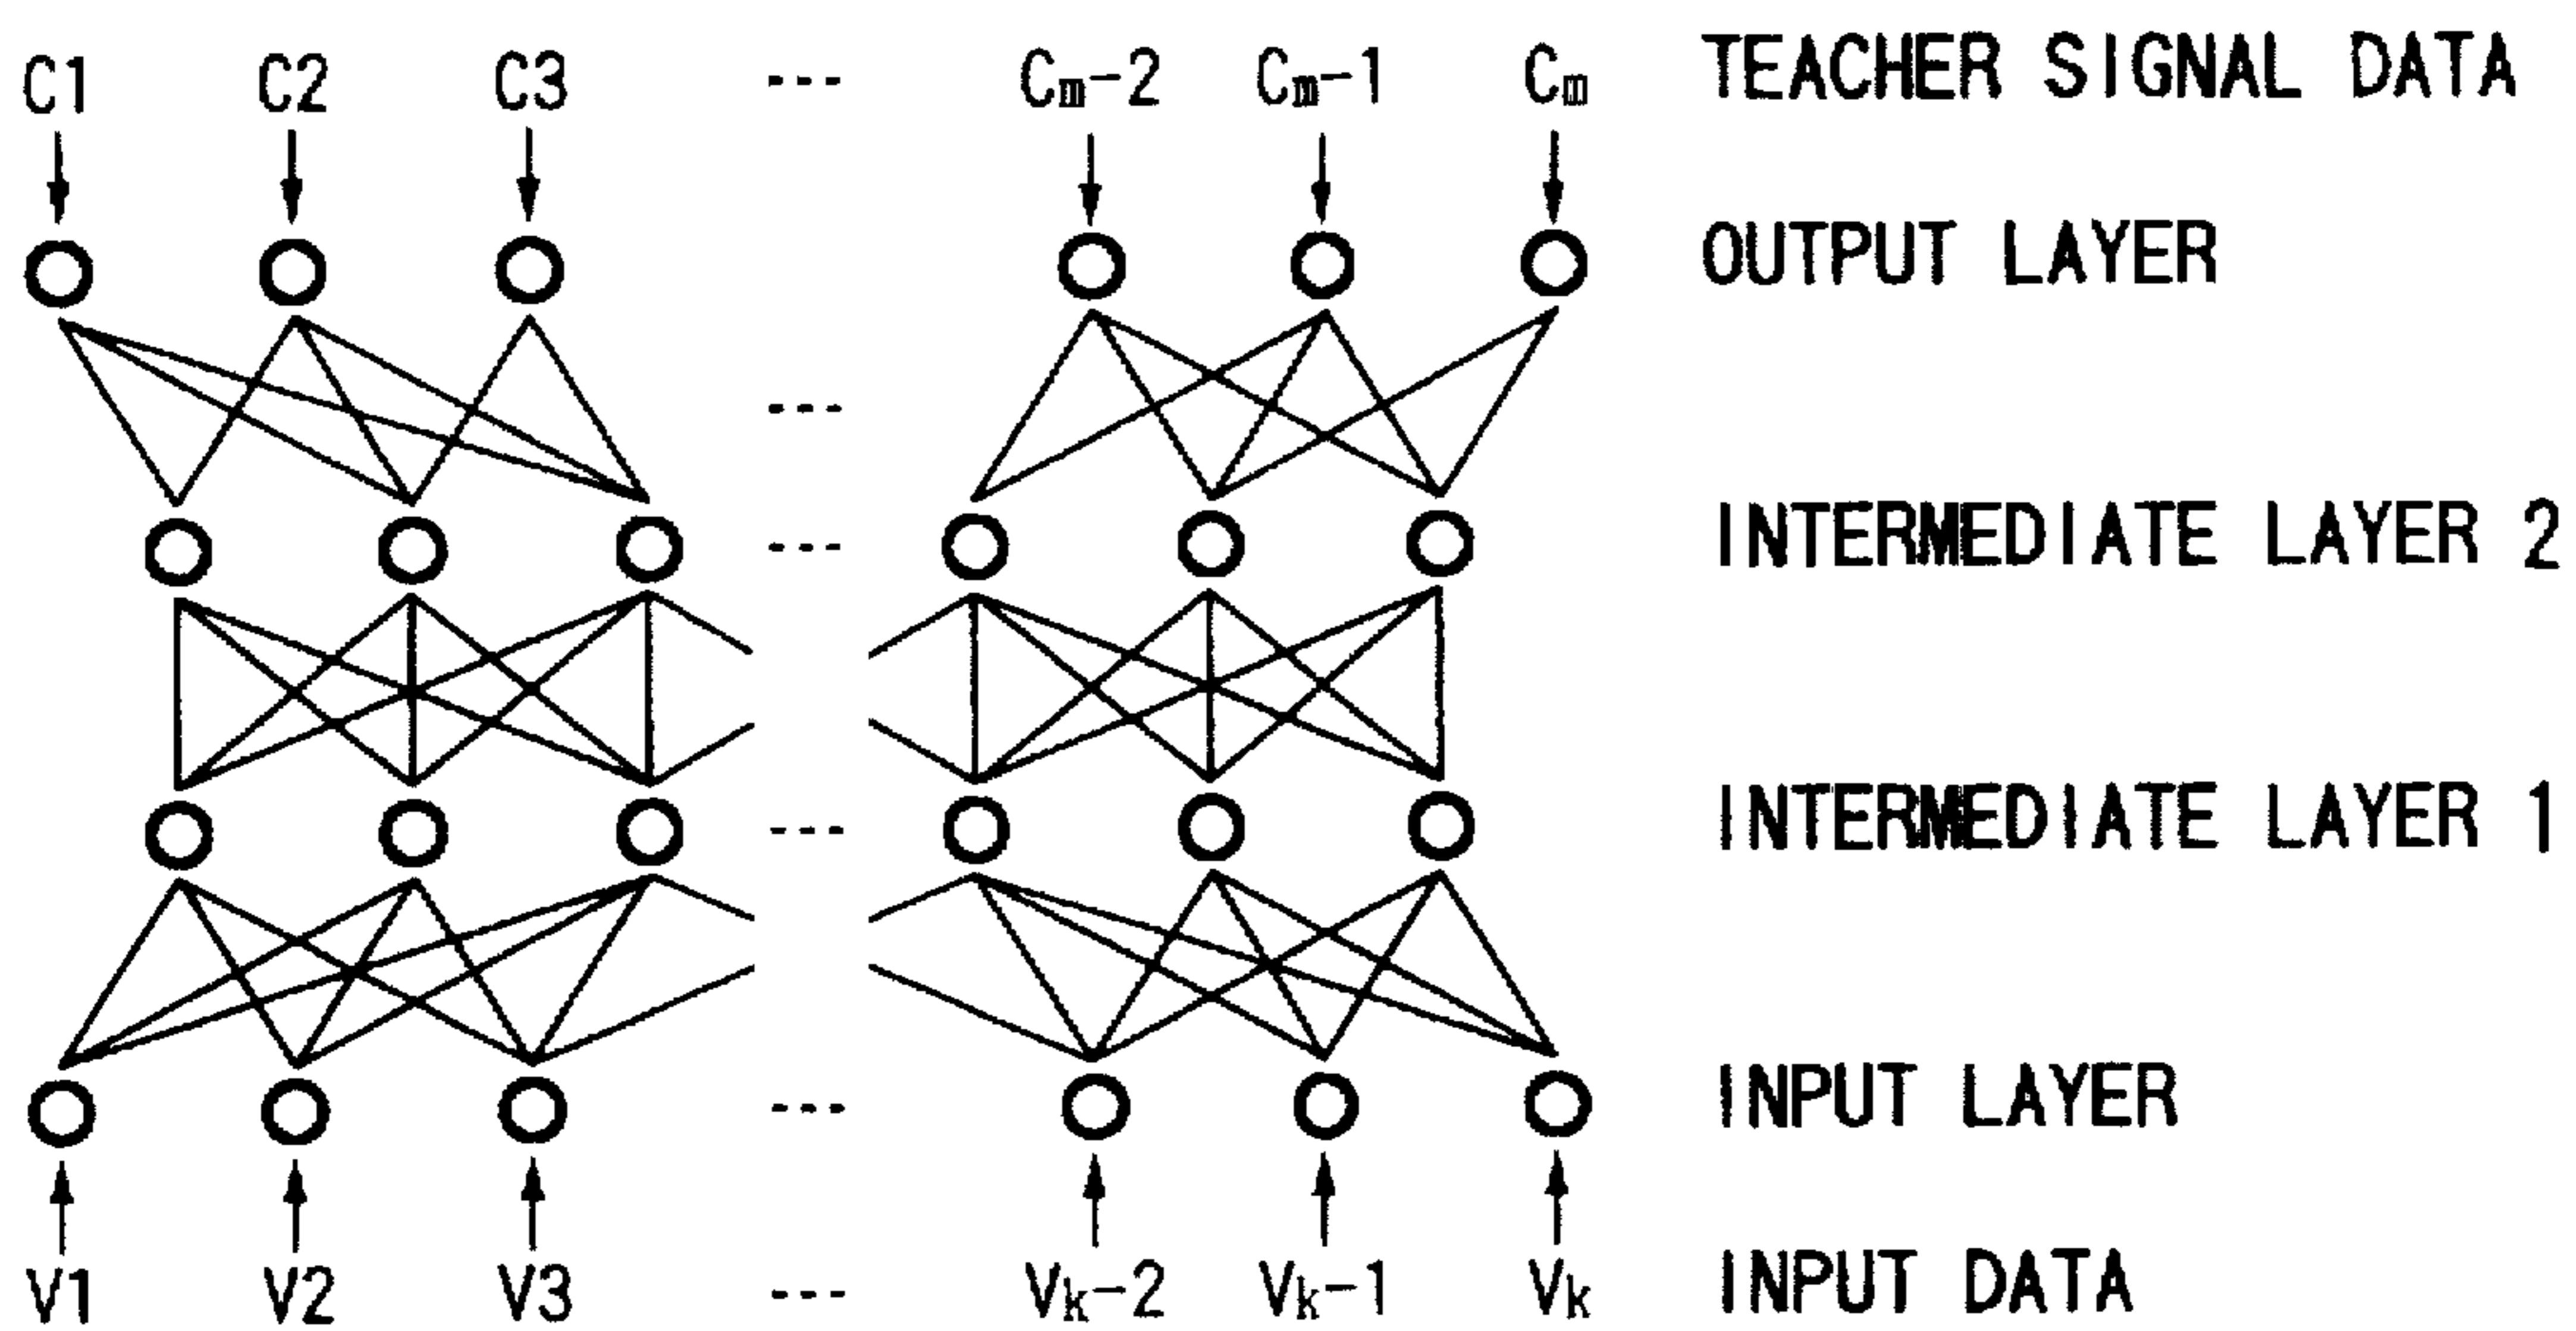 C1 C2 C3 --- Cm-2 Cm-1 Cm TEACHER SIGNAL DATA
OUTPUT LAYER
---
--- INTERMEDIATE LAYER 2
--- INTERMEDIATE LAYER 1
--- INPUT LAYER
V1 V2 V3 --- Vk-2 Vk-1 Vk INPUT DATA